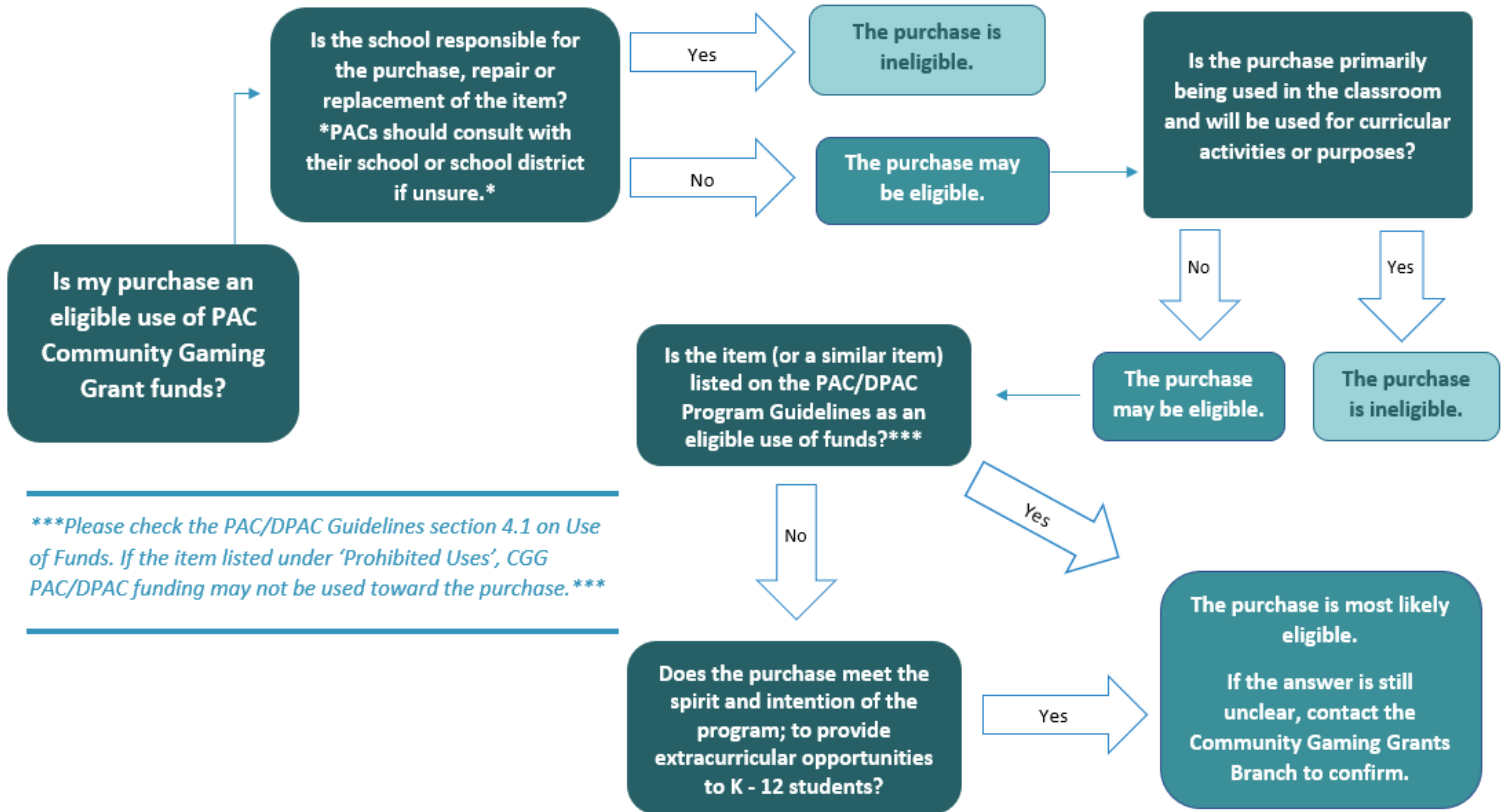 Is my purchase an
eligible use of PAC
Community Gaming
Grant funds?
Is the school responsible for
the purchase, repair or
replacement of the item?
*PACs should consult with
their school or school district
if unsure.*
Yes
The purchase is
ineligible.
No
The purchase may
be eligible.
Is the purchase primarily
being used in the classroom
and will be used for curricular
activities or purposes?
No
Yes
The purchase
may be eligible.
The purchase
is ineligible.
Is the item (or a similar item)
listed on the PAC/DPAC
Program Guidelines as an
eligible use of funds?***
Yes
No
***Please check the PAC/DPAC Guidelines section 4.1 on Use
of Funds. If the item listed under ‘Prohibited Uses’, CGG
PAC/DPAC funding may not be used toward the purchase.***
Does the purchase meet the
spirit and intention of the
program; to provide
extracurricular opportunities
to K - 12 students?
Yes
The purchase is most likely
eligible.
If the answer is still
unclear, contact the
Community Gaming Grants
Branch to confirm.